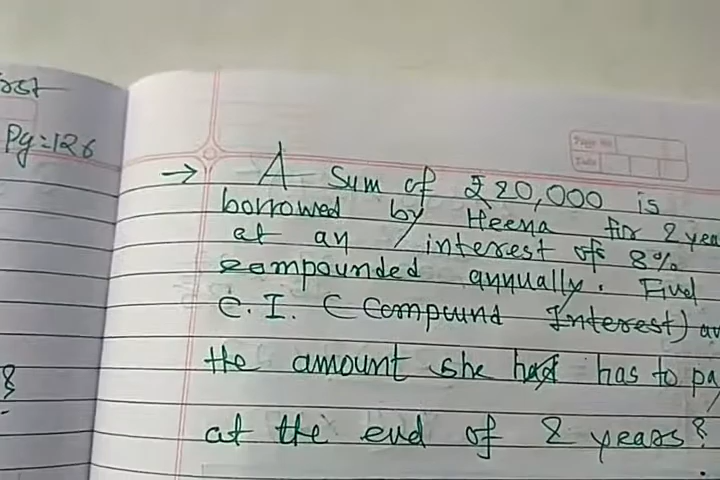 Pg=126
→ A sum of ₹20,000 is
borrowed by Heena for 2 yea
at an interest of 8%
compounded annually. Find
C.I. (Compound Interest) an
the amount she has to pa
at the end of 2 years?